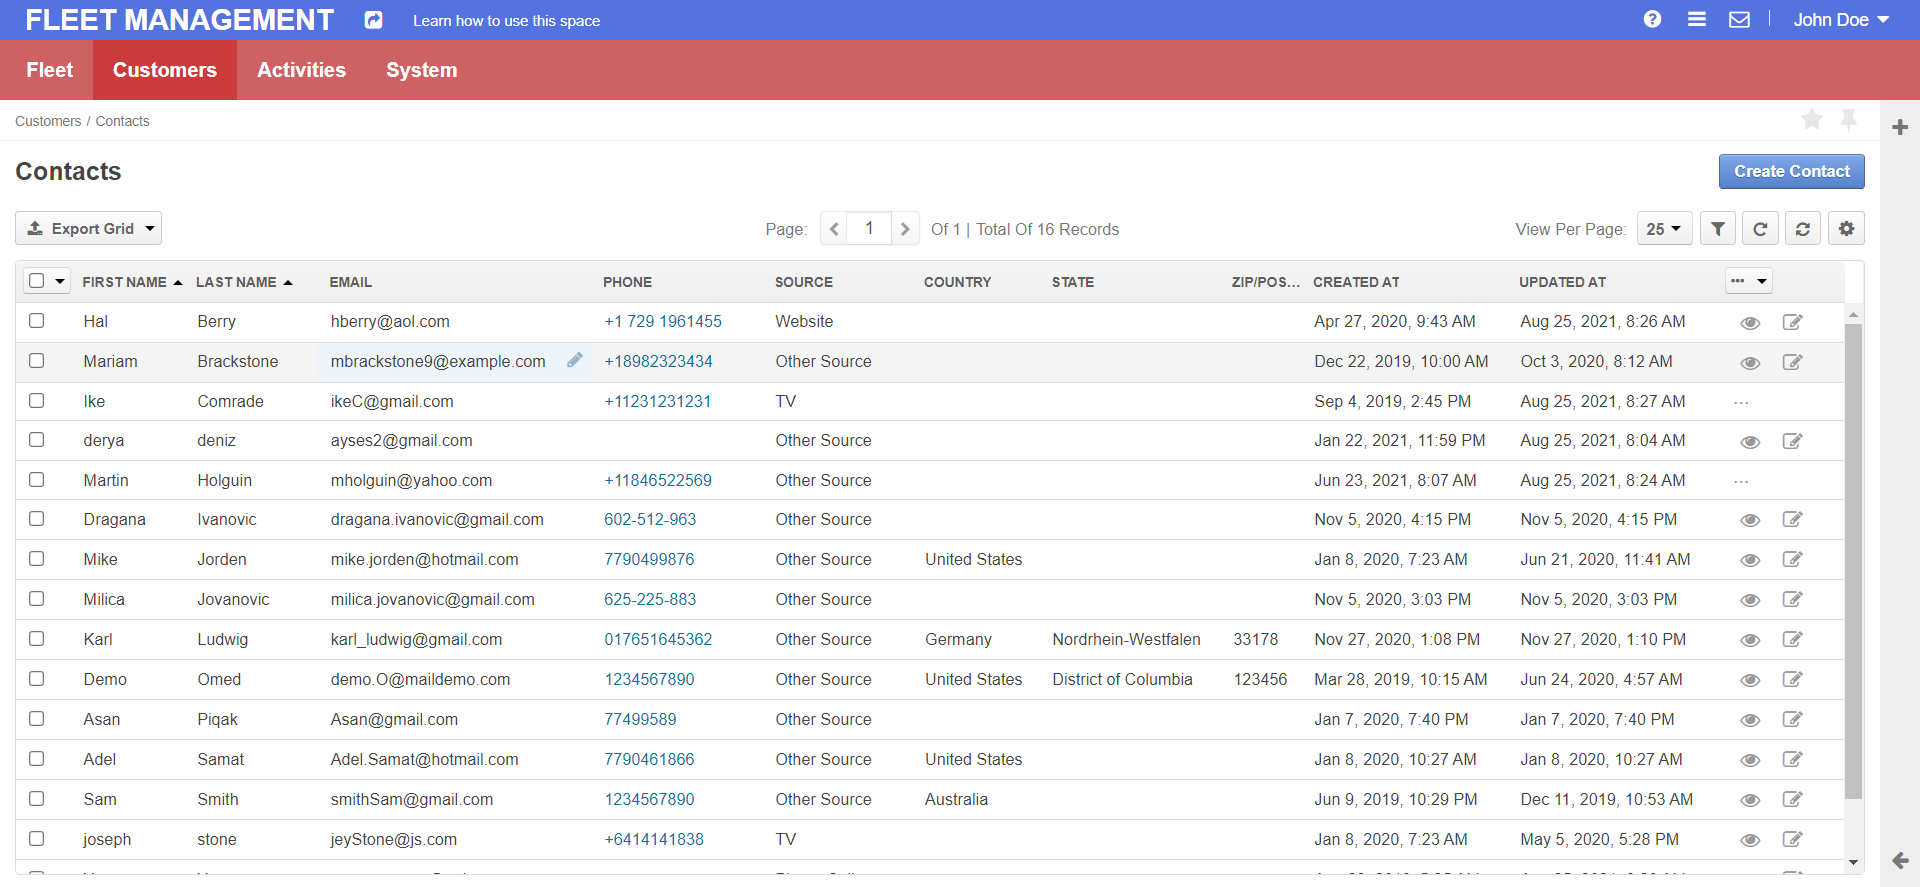 FLEET MANAGEMENT Learn how to use this space John Doe
Fleet Customers Activities System
Customers / Contacts
Contacts Create Contact
Export Grid Page: 1 Of 1 | Total Of 16 Records View Per Page: 25
FIRST NAME LAST NAME EMAIL PHONE SOURCE COUNTRY STATE ZIP/POS... CREATED AT UPDATED AT
Hal Berry hberry@aol.com +1 729 1961455 Website Apr 27, 2020, 9:43 AM Aug 25, 2021, 8:26 AM
Mariam Brackstone mbrackstone9@example.com +18982323434 Other Source Dec 22, 2019, 10:00 AM Oct 3, 2020, 8:12 AM
Ike Comrade ikeC@gmail.com +11231231231 TV Sep 4, 2019, 2:45 PM Aug 25, 2021, 8:27 AM ...
derya deniz ayses2@gmail.com Other Source Jan 22, 2021, 11:59 PM Aug 25, 2021, 8:04 AM
Martin Holguin mholguin@yahoo.com +11846522569 Other Source Jun 23, 2021, 8:07 AM Aug 25, 2021, 8:24 AM ...
Dragana Ivanovic dragana.ivanovic@gmail.com 602-512-963 Other Source Nov 5, 2020, 4:15 PM Nov 5, 2020, 4:15 PM
Mike Jorden mike.jorden@hotmail.com 7790499876 Other Source United States Jan 8, 2020, 7:23 AM Jun 21, 2020, 11:41 AM
Milica Jovanovic milica.jovanovic@gmail.com 625-225-883 Other Source Nov 5, 2020, 3:03 PM Nov 5, 2020, 3:03 PM
Karl Ludwig karl_ludwig@gmail.com 017651645362 Other Source Germany Nordrhein-Westfalen 33178 Nov 27, 2020, 1:08 PM Nov 27, 2020, 1:10 PM
Demo Omed demo.O@maildemo.com 1234567890 Other Source United States District of Columbia 123456 Mar 28, 2019, 10:15 AM Jun 24, 2020, 4:57 AM
Asan Piqak Asan@gmail.com 77499589 Other Source Jan 7, 2020, 7:40 PM Jan 7, 2020, 7:40 PM
Adel Samat Adel.Samat@hotmail.com 7790461866 Other Source United States Jan 8, 2020, 10:27 AM Jan 8, 2020, 10:27 AM
Sam Smith smithSam@gmail.com 1234567890 Other Source Australia Jun 9, 2019, 10:29 PM Dec 11, 2019, 10:53 AM
joseph stone jeyStone@js.com +6414141838 TV Jan 8, 2020, 7:23 AM May 5, 2020, 5:28 PM